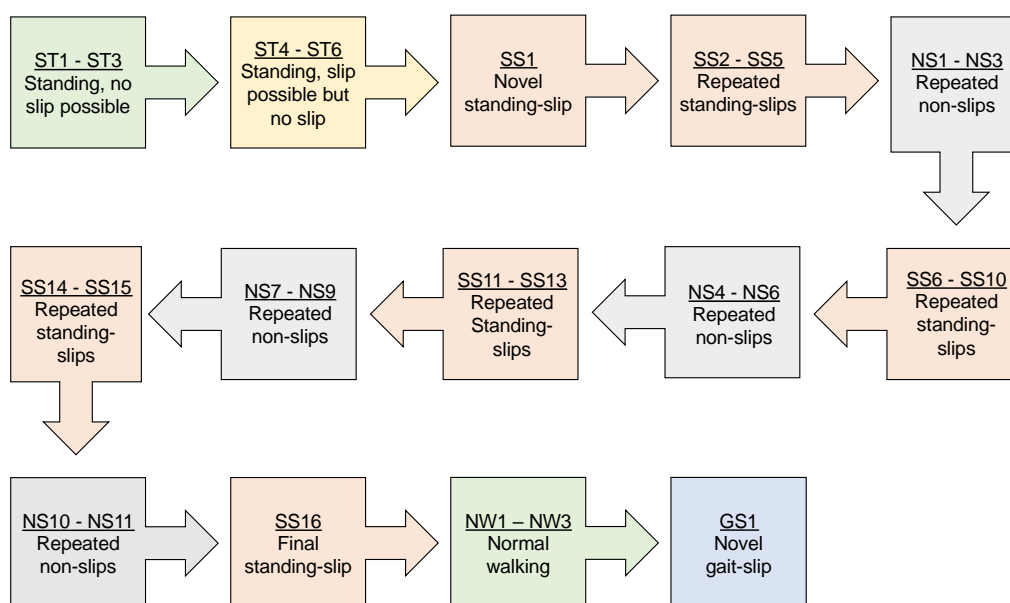 ST1 - ST3
Standing, no
slip possible
ST4 - ST6
Standing, slip
possible but
no slip
SS1
Novel
standing-slip
SS2 - SS5
Repeated
standing-slips
NS1 - NS3
Repeated
non-slips
SS14 - SS15
Repeated
standing-
slips
NS7 - NS9
Repeated
non-slips
SS11 - SS13
Repeated
Standing-
slips
NS4 - NS6
Repeated
non-slips
SS6 - SS10
Repeated
standing-
slips
NS10 - NS11
Repeated
non-slips
SS16
Final
standing-slip
NW1 – NW3
Normal
walking
GS1
Novel
gait-slip